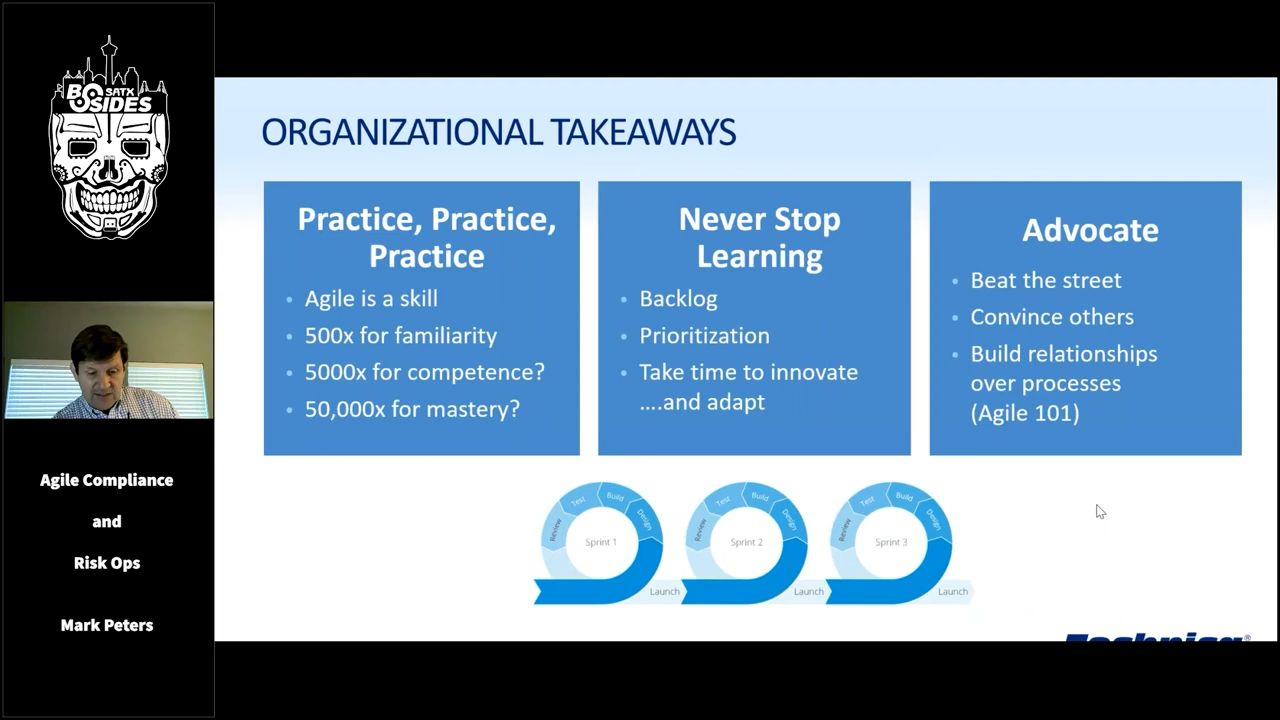 BSIDES
SATX
Agile Compliance
and
Risk Ops
Mark Peters
ORGANIZATIONAL TAKEAWAYS
Practice, Practice,
Practice
• Agile is a skill
• 500x for familiarity
• 5000x for competence?
• 50,000x for mastery?
Never Stop
Learning
• Backlog
• Prioritization
• Take time to innovate
....and adapt
Advocate
• Beat the street
• Convince others
• Build relationships
over processes
(Agile 101)
Test
Build
Design
Review
Sprint 1
Launch
Test
Build
Design
Review
Sprint 2
Launch
Test
Build
Design
Review
Sprint 3
Launch